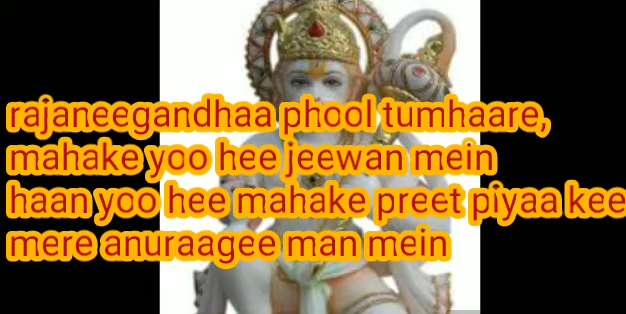 rajaneegandhaa phool tumhaare,
mahake yoo hee jeewan mein
haan yoo hee mahake preet piyaa kee
mere anuraagee man mein